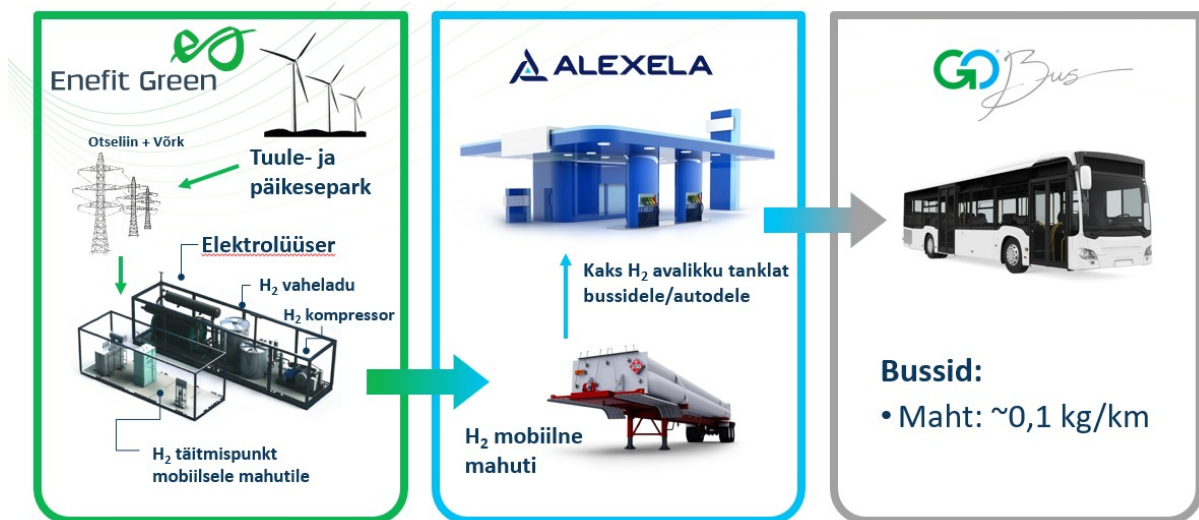 Enefit Green
Otseliin + Võrk
Tuule- ja
päikesepark
Elektrolüüser
H₂ vaheladu
H₂ kompressor
H₂ täitmispunkt
mobiilsele mahutile
ALEXELA
Kaks H₂ avalikku tanklat
bussidele/autodele
H₂ mobiilne
mahuti
GO Bus
Bussid:
• Maht: ~0,1 kg/km